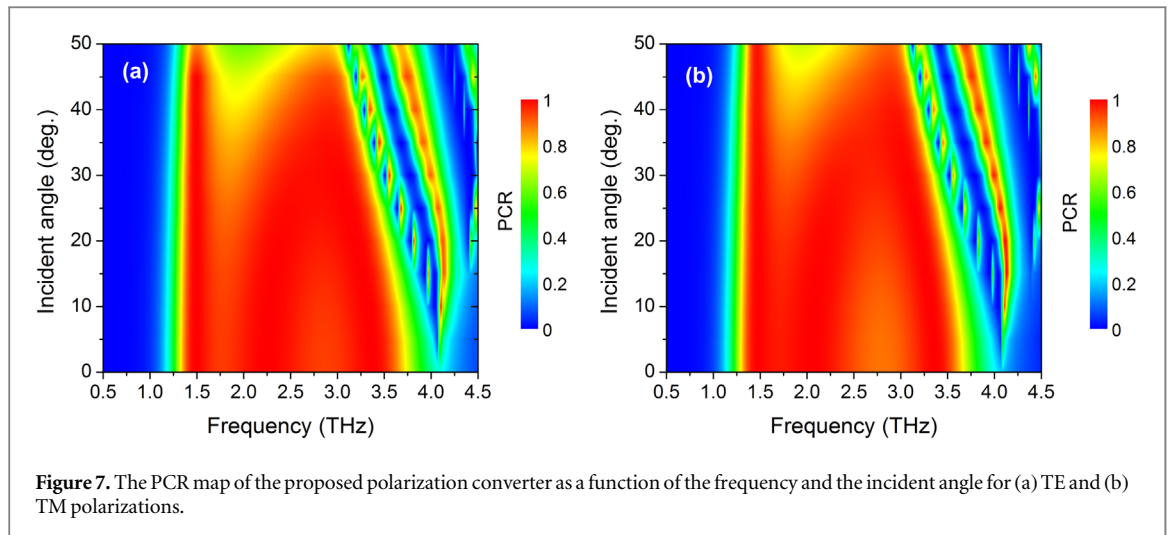 (a)
50
40
30
20
10
0
Incident angle (deg.)
0.5 1.0 1.5 2.0 2.5 3.0 3.5 4.0 4.5
Frequency (THz)
1
0.8
0.6
0.4
0.2
0
PCR
(b)
50
40
30
20
10
0
Incident angle (deg.)
0.5 1.0 1.5 2.0 2.5 3.0 3.5 4.0 4.5
Frequency (THz)
1
0.8
0.6
0.4
0.2
0
PCR
Figure 7. The PCR map of the proposed polarization converter as a function of the frequency and the incident angle for (a) TE and (b)
TM polarizations.